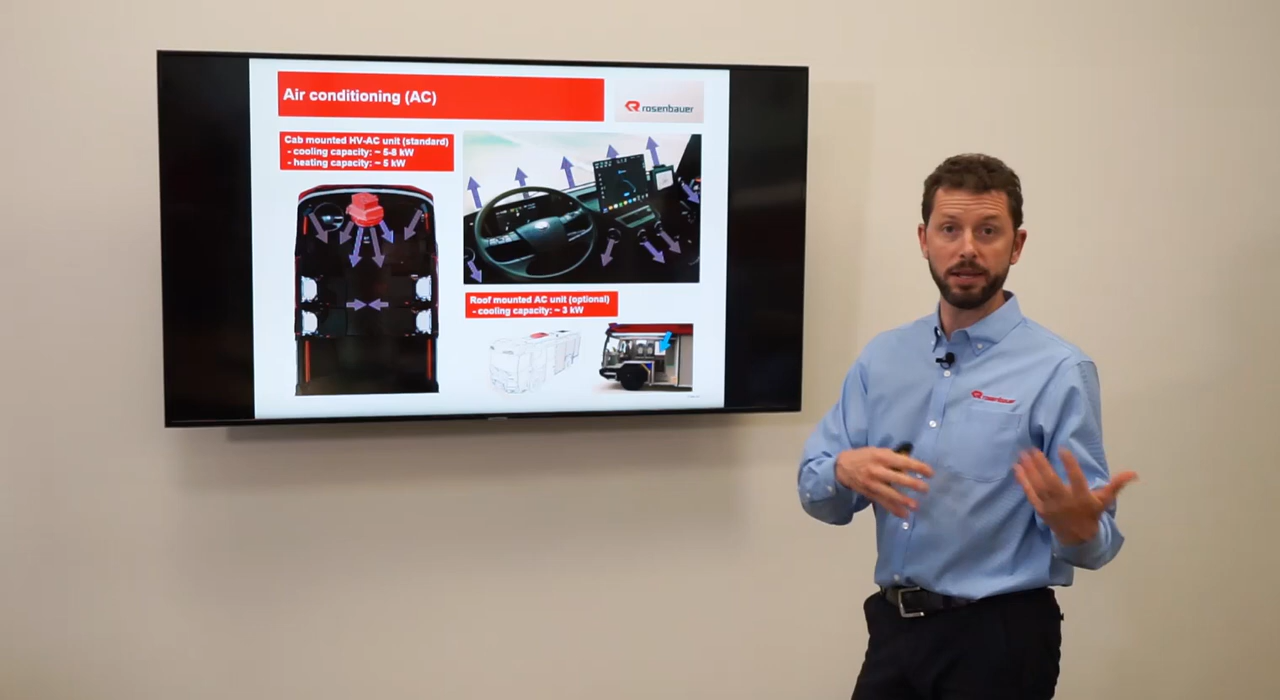 Air conditioning (AC)
rosenbauer
Cab mounted HV-AC unit (standard)
- cooling capacity: ~ 5-8 kW
- heating capacity: ~ 5 kW
Roof mounted AC unit (optional)
- cooling capacity: ~ 3 kW
rosenbauer